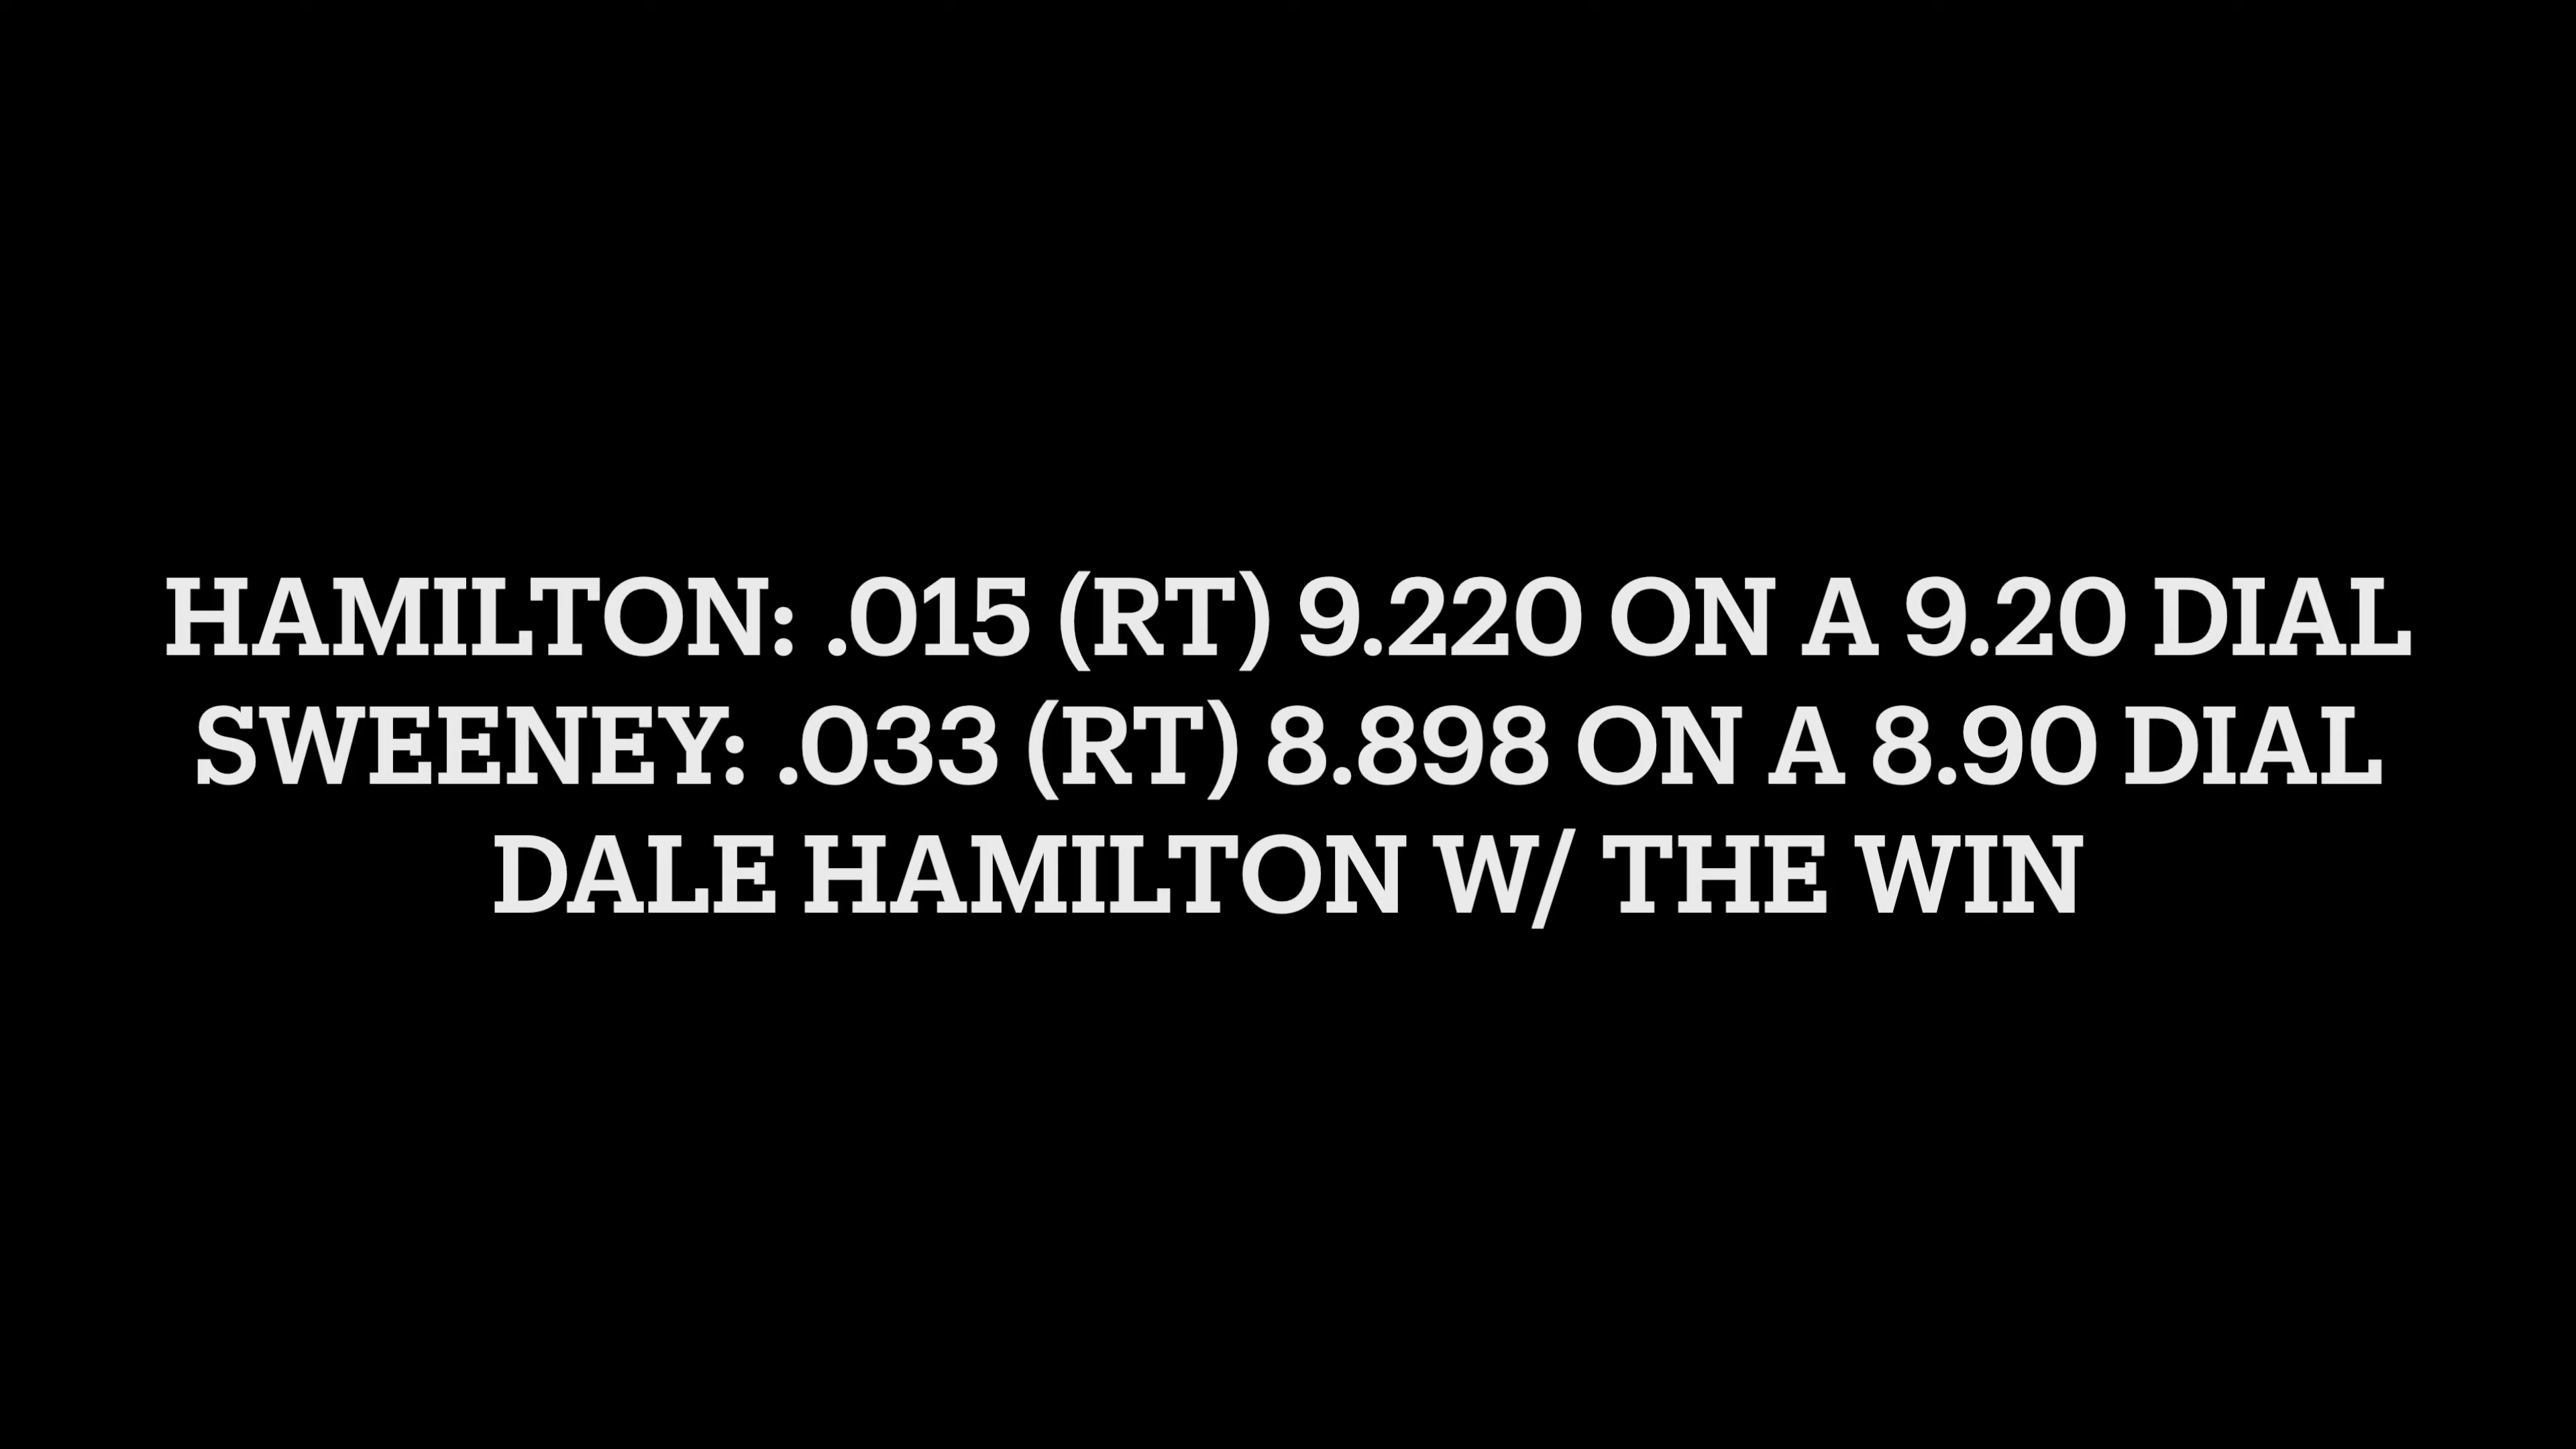 HAMILTON: .015 (RT) 9.220 ON A 9.20 DIAL
SWEENEY: .033 (RT) 8.898 ON A 8.90 DIAL
DALE HAMILTON W/ THE WIN